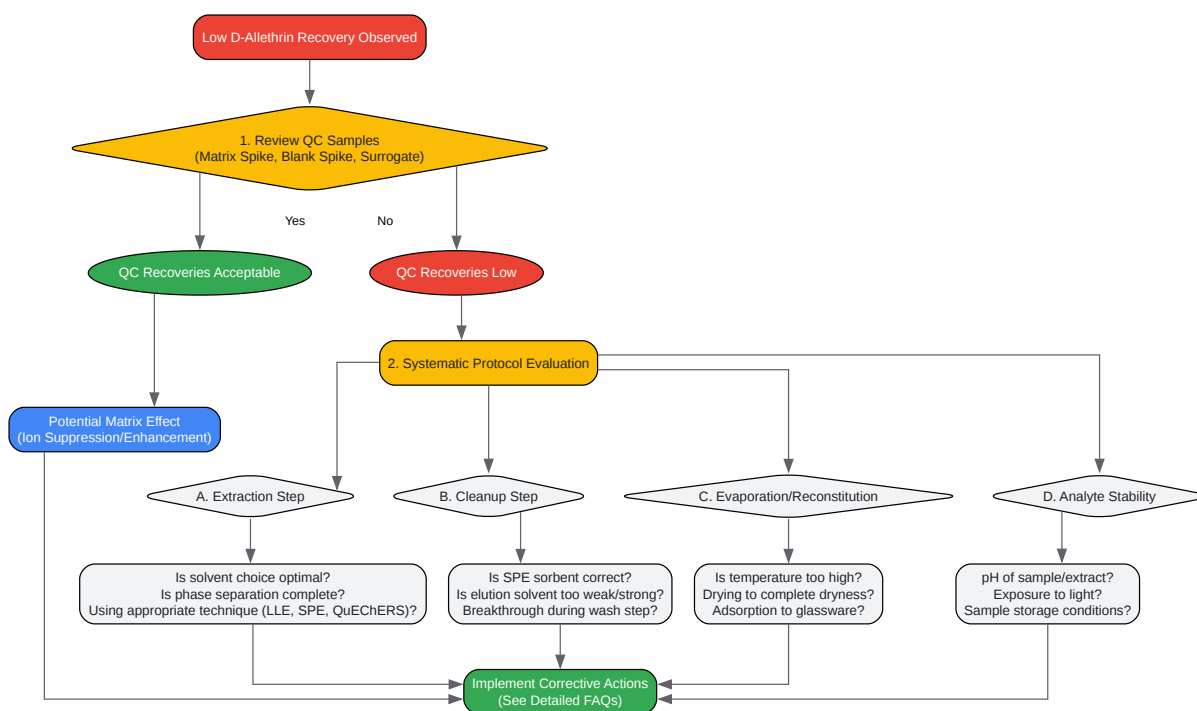 Low D-Allethrin Recovery Observed
1. Review QC Samples
(Matrix Spike, Blank Spike, Surrogate)
Yes
No
QC Recoveries Acceptable
QC Recoveries Low
2. Systematic Protocol Evaluation
Potential Matrix Effect
(Ion Suppression/Enhancement)
A. Extraction Step
B. Cleanup Step
C. Evaporation/Reconstitution
D. Analyte Stability
Is solvent choice optimal?
Is phase separation complete?
Using appropriate technique (LLE, SPE, QuEChERS)?
Is SPE sorbent correct?
Is elution solvent too weak/strong?
Breakthrough during wash step?
Is temperature too high?
Drying to complete dryness?
Adsorption to glassware?
pH of sample/extract?
Exposure to light?
Sample storage conditions?
Implement Corrective Actions
(See Detailed FAQs)